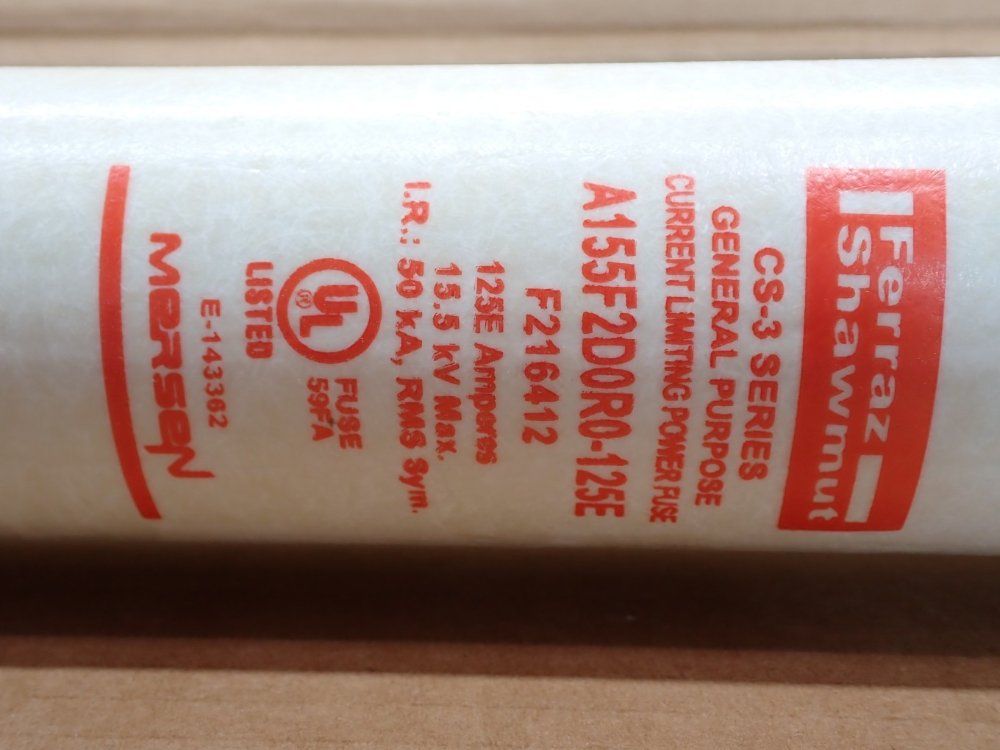 Ferraz
Shawmut
CS-3 SERIES
GENERAL PURPOSE
CURRENT LIMITING POWER FUSE
A155F2D0R0-125E
F216412
125E Amperes
15.5 kV Max.
I.R.: 50 kA, RMS Sym.
UL
®
FUSE
59FA
LISTED
E-143362
MERSEN